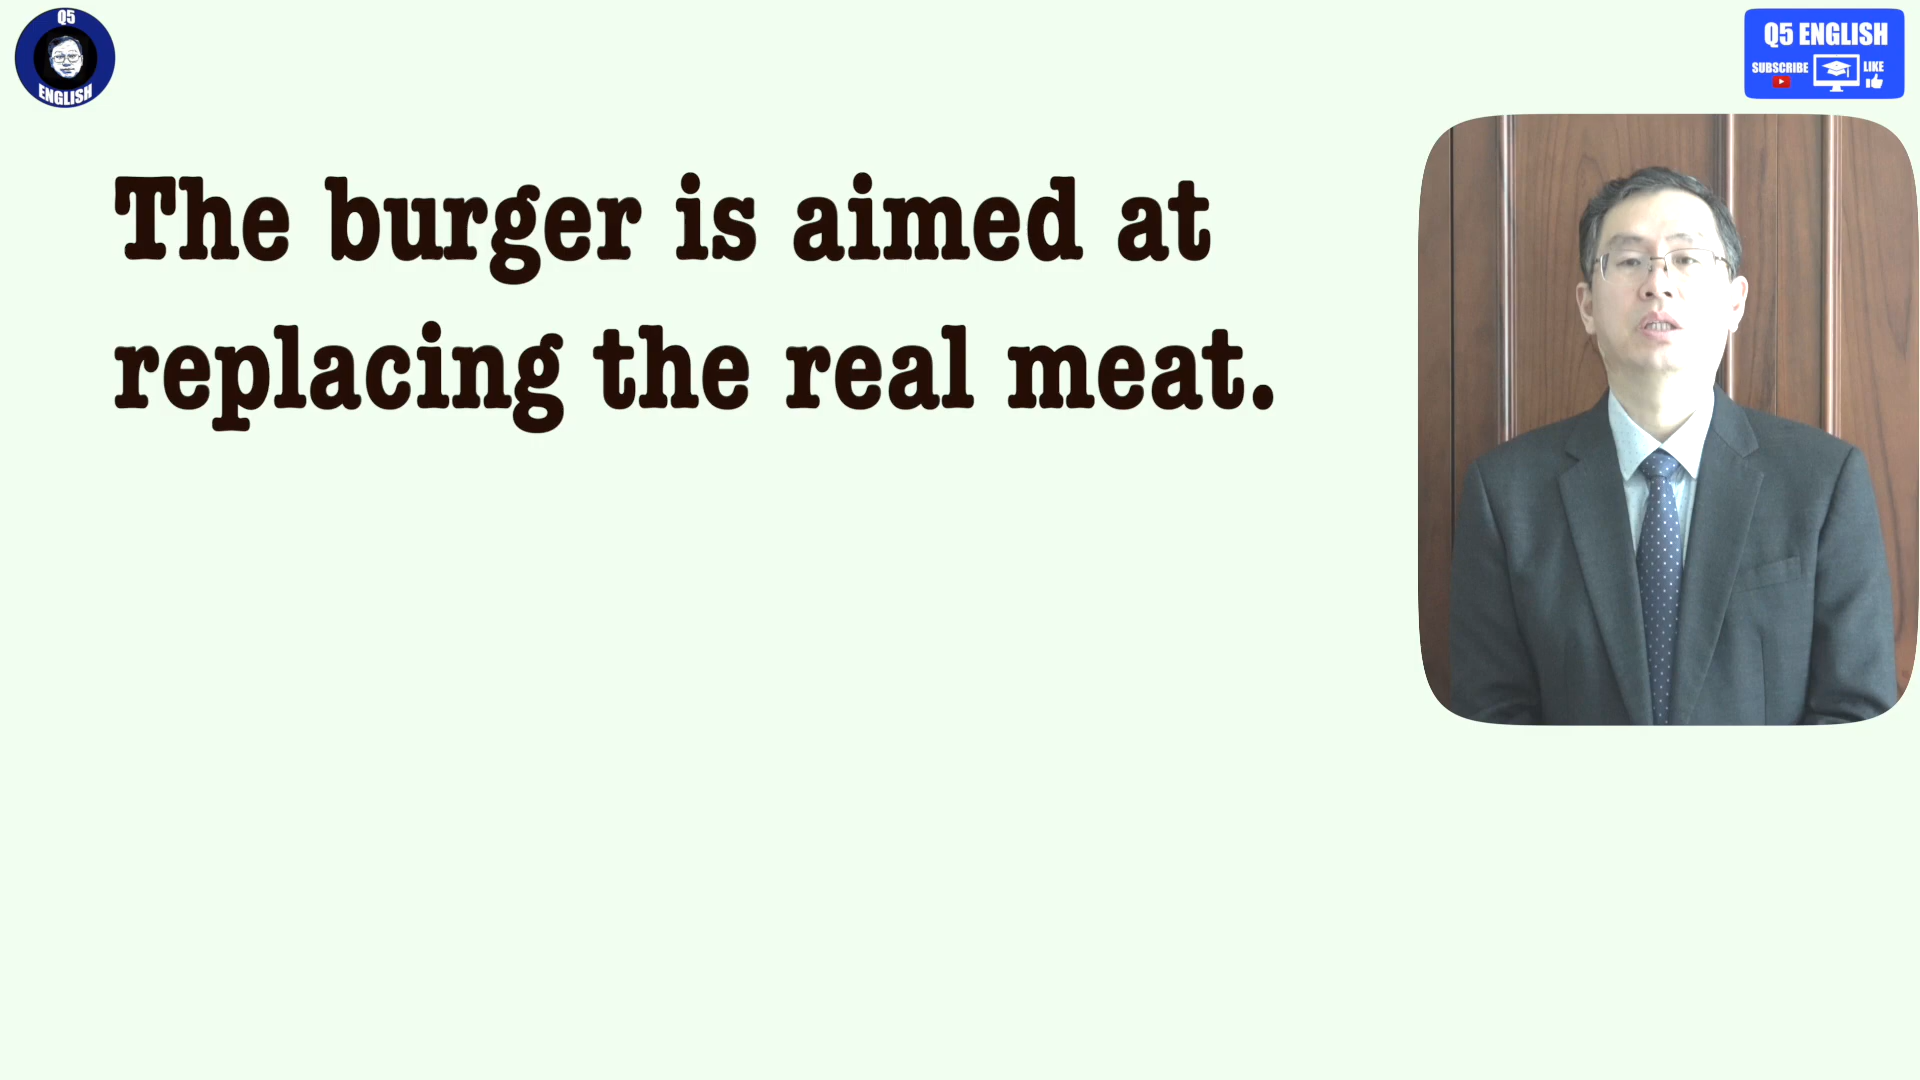 Q5
ENGLISH
Q5 ENGLISH
SUBSCRIBE LIKE
The burger is aimed at
replacing the real meat.